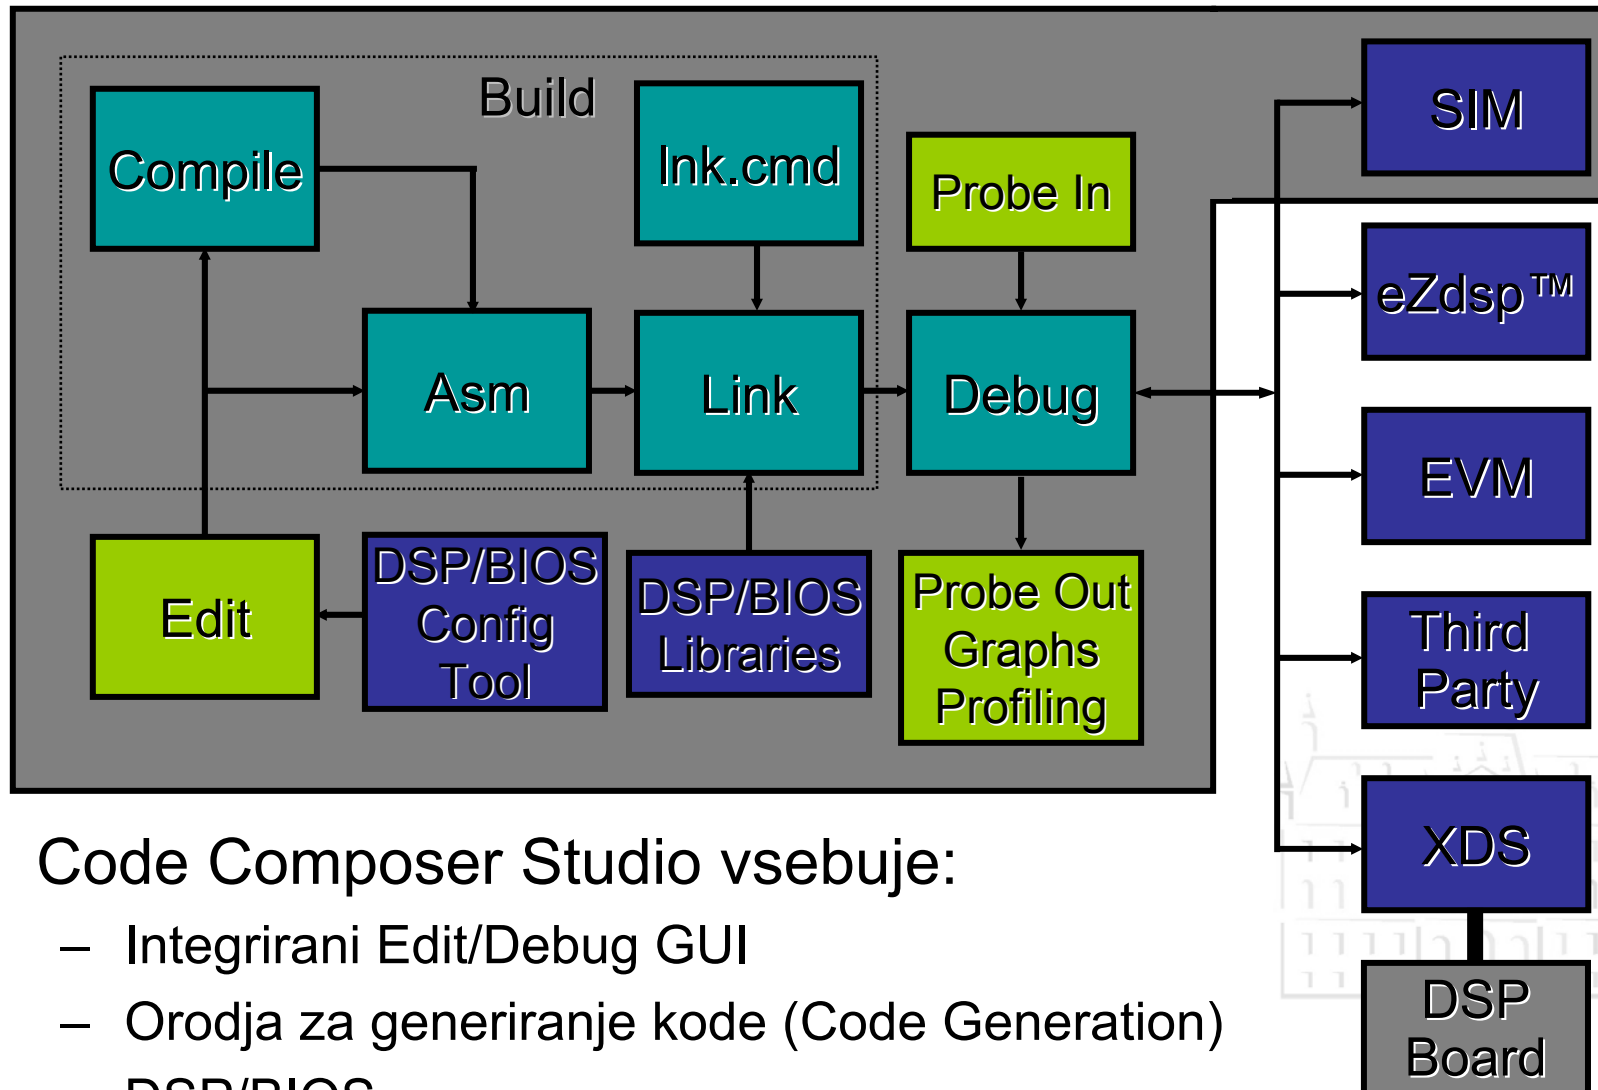 Build
Compile
lnk.cmd
Probe In
SIM
eZdsp™
Asm
Link
Debug
EVM
Edit
DSP/BIOS
Config
Tool
DSP/BIOS
Libraries
Probe Out
Graphs
Profiling
Third
Party
XDS
DSP
Board
Code Composer Studio vsebuje:
– Integrirani Edit/Debug GUI
– Orodja za generiranje kode (Code Generation)
DSP/BIOS